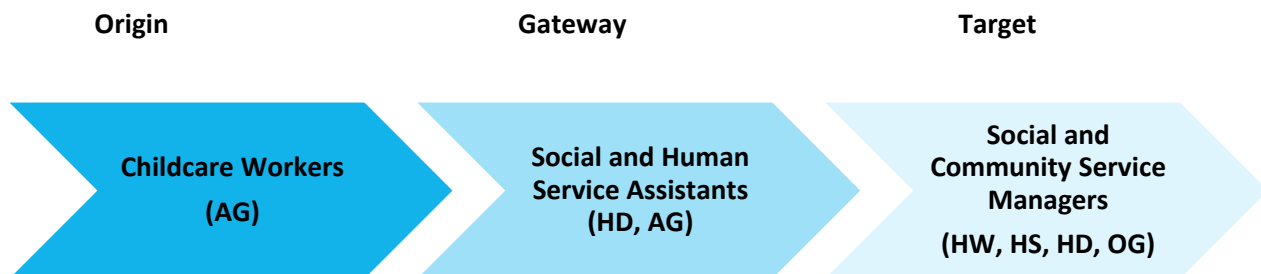 Origin
Gateway
Target
Childcare Workers
(AG)
Social and Human
Service Assistants
(HD, AG)
Social and
Community Service
Managers
(HW, HS, HD, OG)